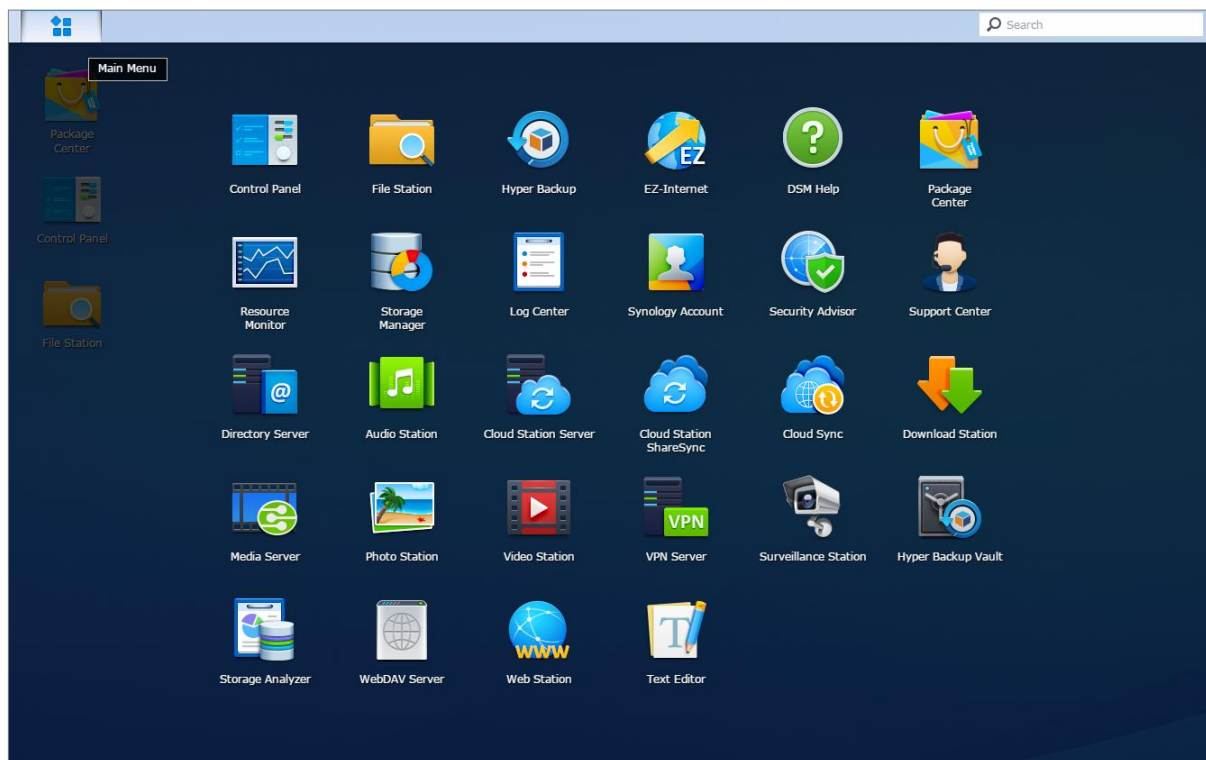 Search
Main Menu
Package
Center
Control Panel
File Station
Control Panel
File Station
Hyper Backup
EZ
EZ-Internet
?
DSM Help
Package
Center
Resource
Monitor
Storage
Manager
Log Center
Synology Account
Security Advisor
Support Center
@
Directory Server
Audio Station
Cloud Station Server
Cloud Station
ShareSync
Cloud Sync
Download Station
Media Server
Photo Station
Video Station
VPN
VPN Server
Surveillance Station
Hyper Backup Vault
Storage Analyzer
WebDAV Server
WWW
Web Station
T
Text Editor